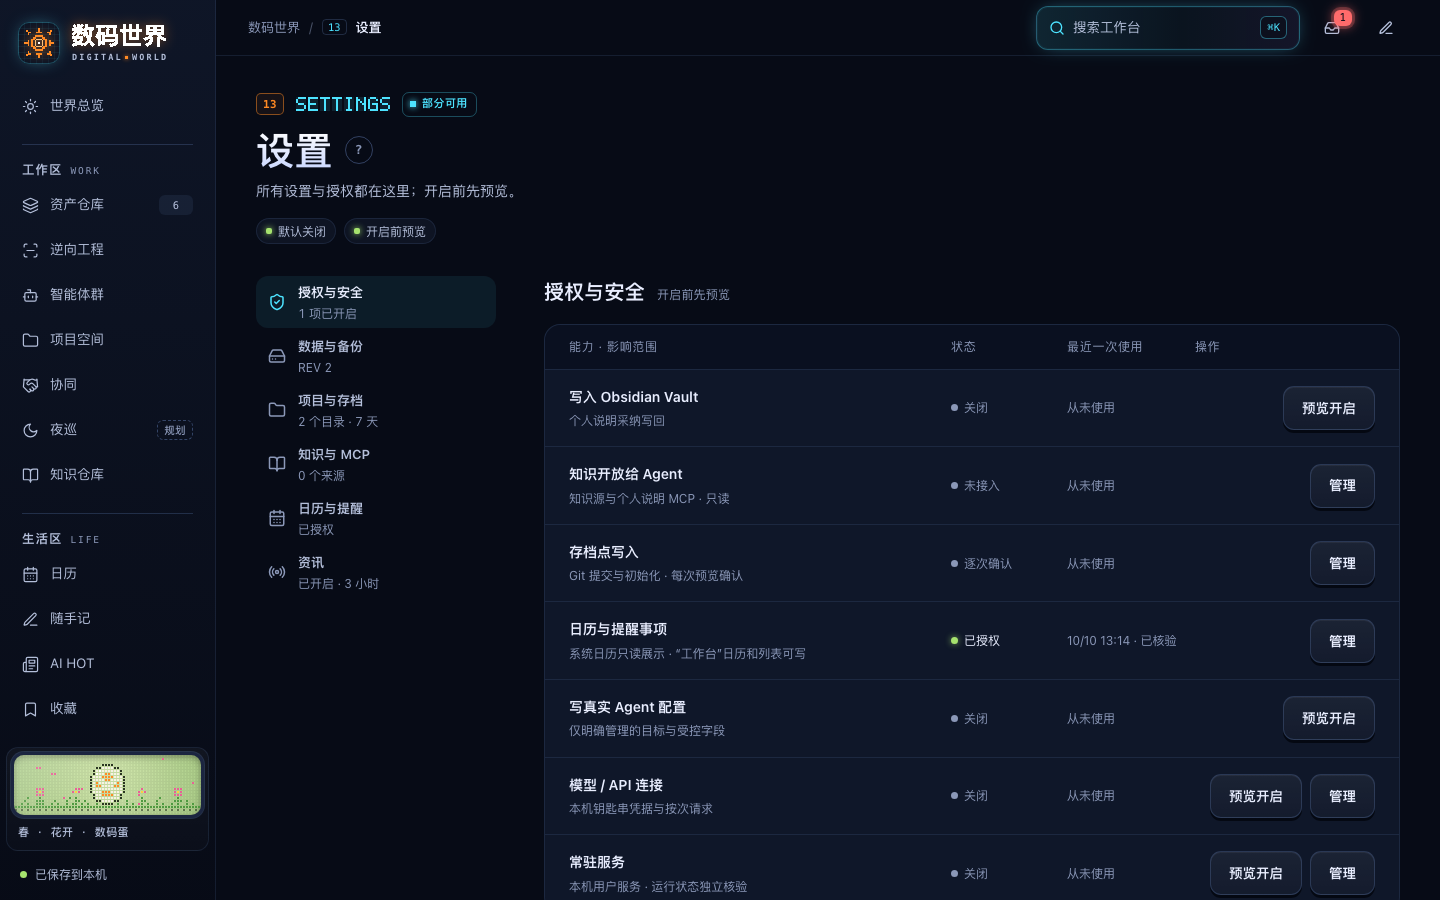 数码世界
DIGITAL WORLD
世界总览
工作区 WORK
资产仓库 6
逆向工程
智能体群
项目空间
协同
夜巡 规划
知识仓库
生活区 LIFE
日历
随手记
AI HOT
收藏
春 · 花开 · 数码蛋
已保存到本机
数码世界 / 13 设置
搜索工作台 ⌘K
1
13 SETTINGS 部分可用
设置 ?
所有设置与授权都在这里；开启前先预览。
默认关闭 开启前预览
授权与安全
1 项已开启
数据与备份
REV 2
项目与存档
2 个目录 · 7 天
知识与 MCP
0 个来源
日历与提醒
已授权
资讯
已开启 · 3 小时
授权与安全 开启前先预览
能力 · 影响范围 状态 最近一次使用 操作
写入 Obsidian Vault
个人说明采纳写回
关闭 从未使用 预览开启
知识开放给 Agent
知识源与个人说明 MCP · 只读
未接入 从未使用 管理
存档点写入
Git 提交与初始化 · 每次预览确认
逐次确认 从未使用 管理
日历与提醒事项
系统日历只读展示 · “工作台”日历和列表可写
已授权 10/10 13:14 · 已核验 管理
写真实 Agent 配置
仅明确管理的目标与受控字段
关闭 从未使用 预览开启
模型 / API 连接
本机钥匙串凭据与按次请求
关闭 从未使用 预览开启 管理
常驻服务
本机用户服务 · 运行状态独立核验
关闭 从未使用 预览开启 管理